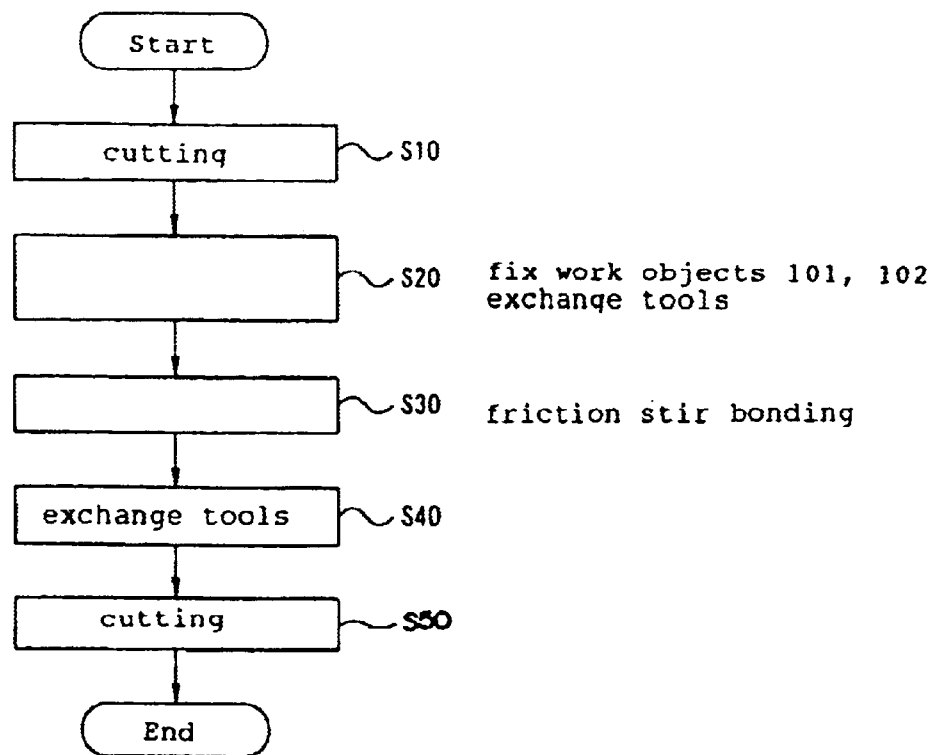 Start
cutting
S10
S20
fix work objects 101, 102
exchange tools
S30
friction stir bonding
exchange tools
S40
cutting
S50
End